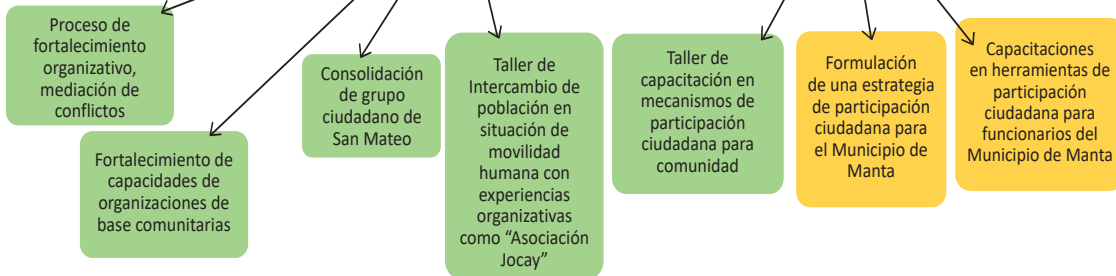 Proceso de
fortalecimiento
organizativo,
mediación de
conflictos
Fortalecimiento de
capacidades de
organizaciones de
base comunitarias
Consolidación
de grupo
ciudadano de
San Mateo
Taller de
Intercambio de
población en
situación de
movilidad
humana con
experiencias
organizativas
como “Asociación
Jocay”
Taller de
capacitación en
mecanismos de
participación
ciudadana para
comunidad
Formulación
de una estrategia
de participación
ciudadana para
el Municipio de
Manta
Capacitaciones
en herramientas de
participación
ciudadana para
funcionarios del
Municipio de Manta